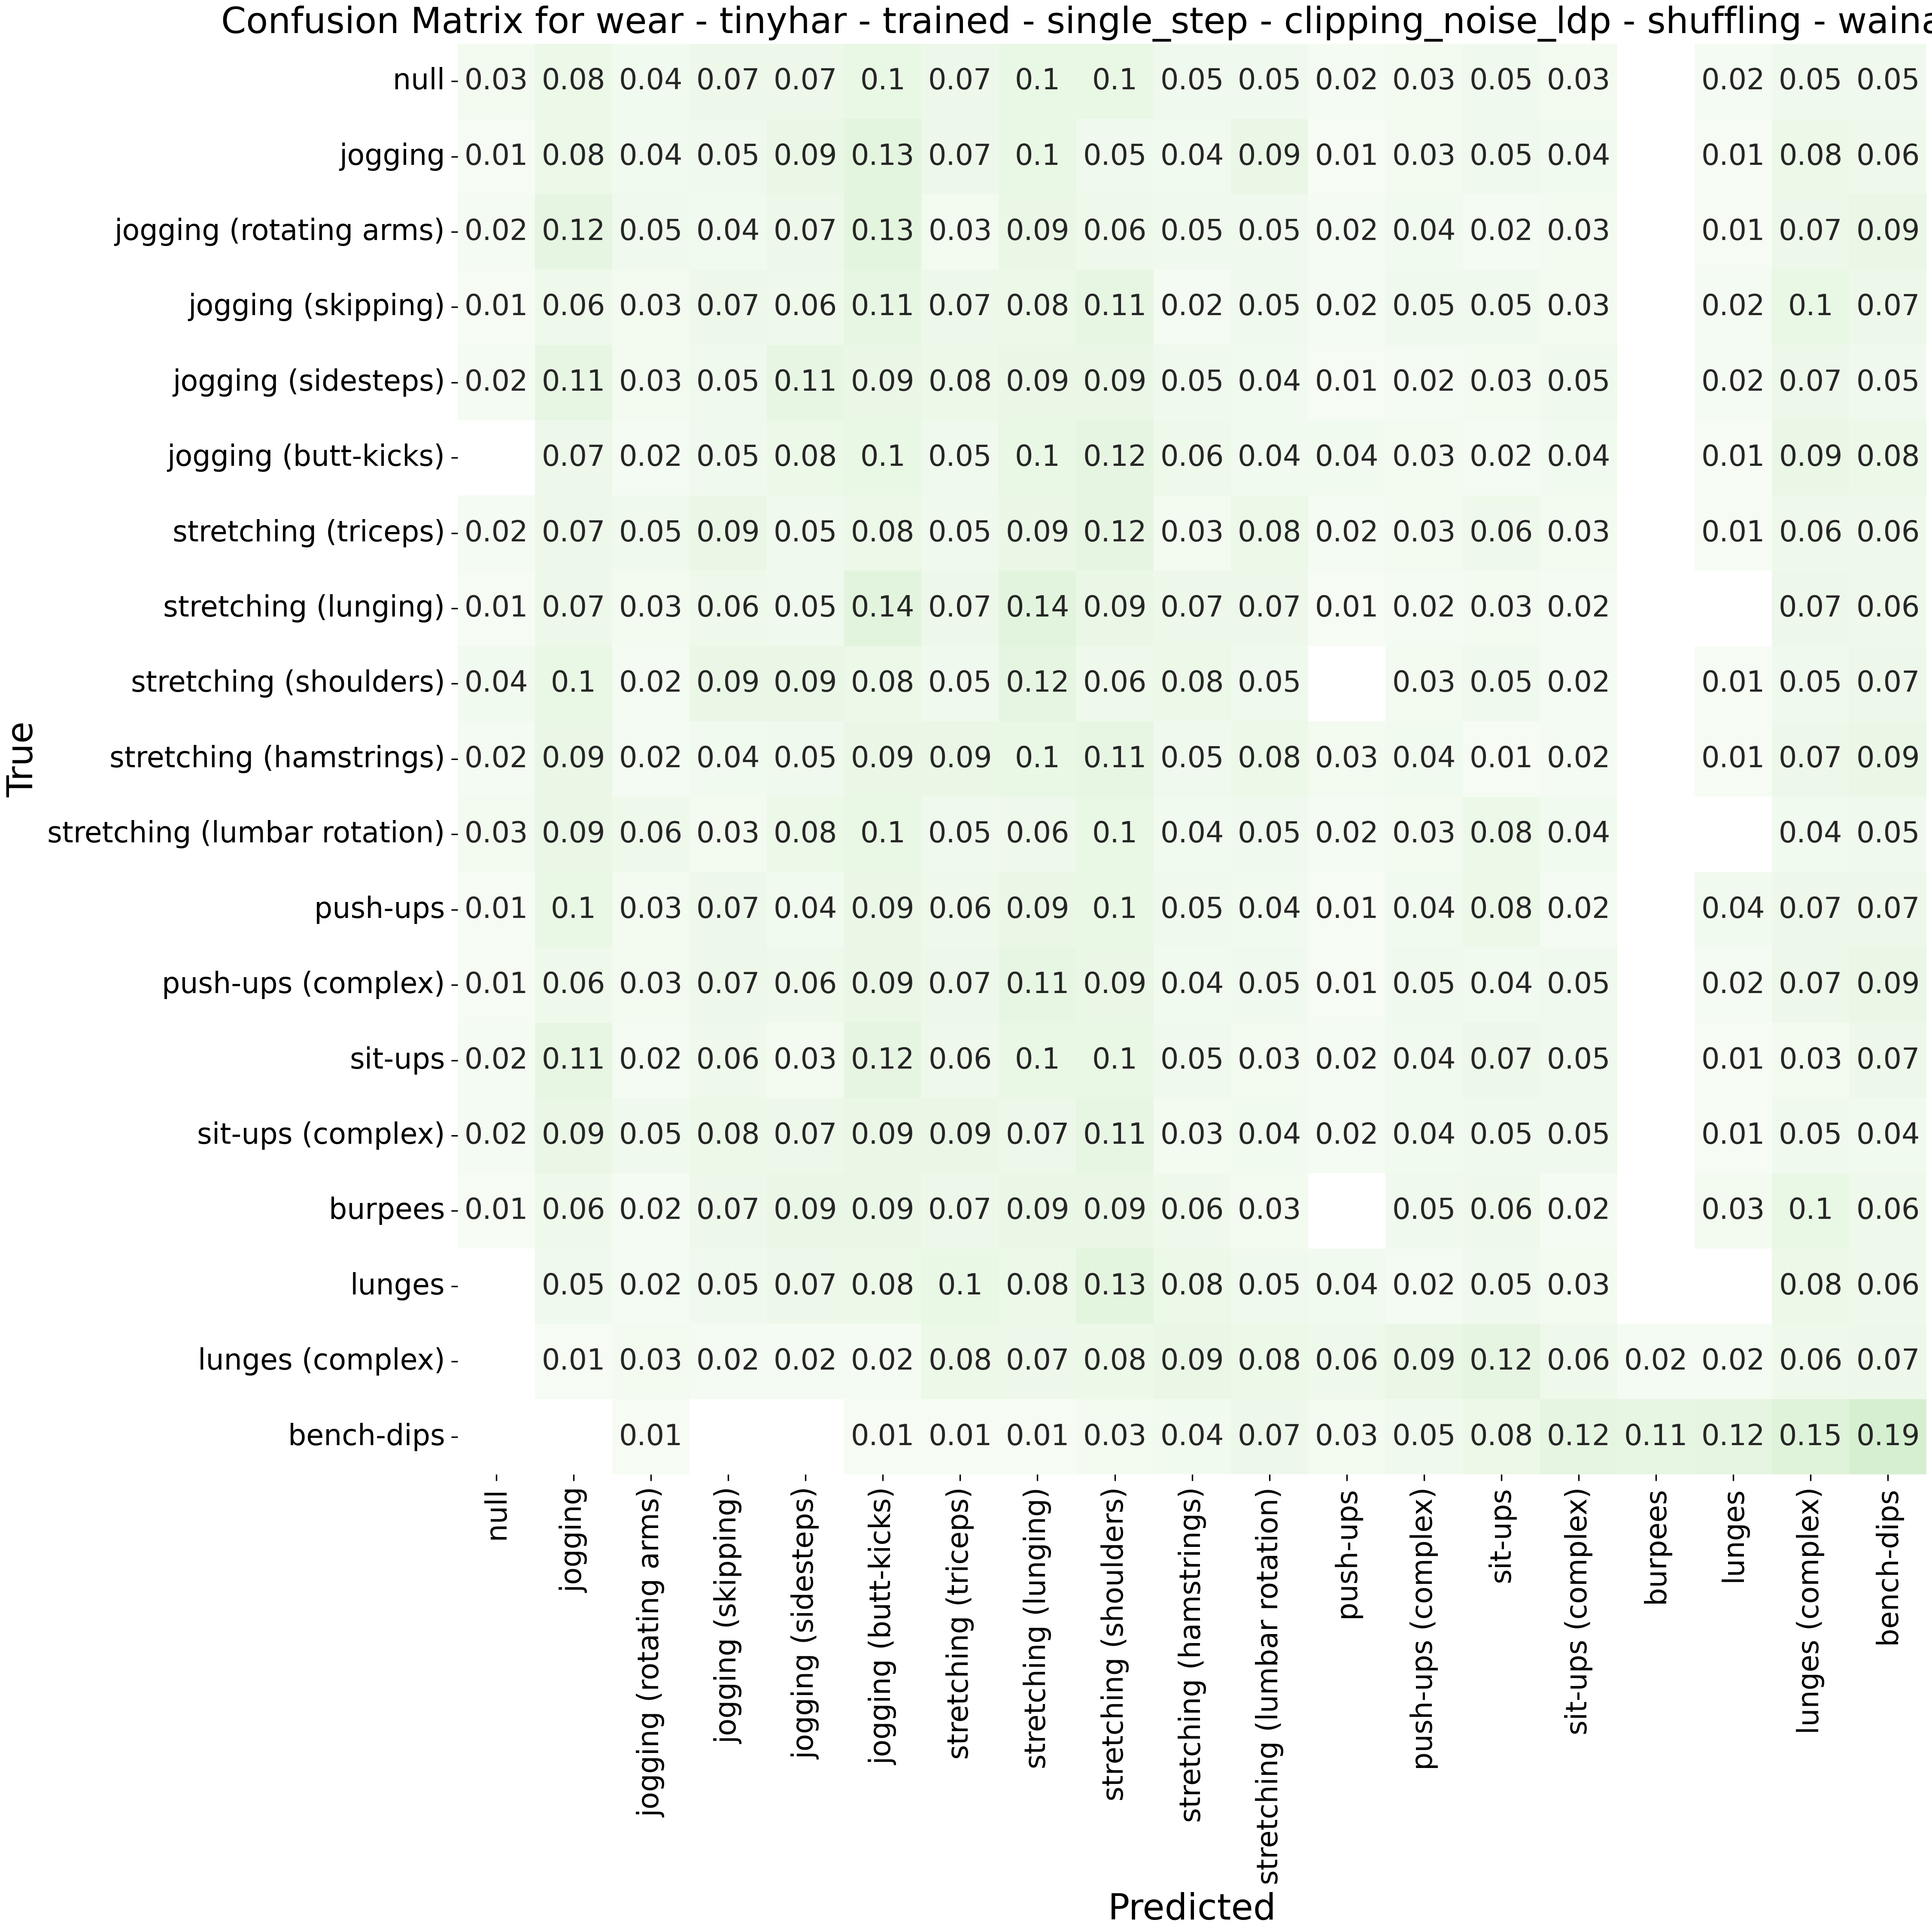 Confusion Matrix for wear - tinyhar - trained - single_step - clipping_noise_ldp - shuffling -
null 0.03 0.08 0.04 0.07 0.07 0.1 0.07 0.1 0.1 0.05 0.05 0.02 0.03 0.05 0.03 0.02 0.05 0.05
jogging 0.01 0.08 0.04 0.05 0.09 0.13 0.07 0.1 0.05 0.04 0.09 0.01 0.03 0.05 0.04 0.01 0.08 0.06
jogging (rotating arms) 0.02 0.12 0.05 0.04 0.07 0.13 0.03 0.09 0.06 0.05 0.05 0.02 0.04 0.02 0.03 0.01 0.07 0.09
jogging (skipping) 0.01 0.06 0.03 0.07 0.06 0.11 0.07 0.08 0.11 0.02 0.05 0.02 0.05 0.05 0.03 0.02 0.1 0.07
jogging (sidesteps) 0.02 0.11 0.03 0.05 0.11 0.09 0.08 0.09 0.09 0.05 0.04 0.01 0.02 0.03 0.05 0.02 0.07 0.05
jogging (butt-kicks) 0.07 0.02 0.05 0.08 0.1 0.05 0.1 0.12 0.06 0.04 0.04 0.03 0.02 0.04 0.01 0.09 0.08
stretching (triceps) 0.02 0.07 0.05 0.09 0.05 0.08 0.05 0.09 0.12 0.03 0.08 0.02 0.03 0.06 0.03 0.01 0.06 0.06
stretching (lunging) 0.01 0.07 0.03 0.06 0.05 0.14 0.07 0.14 0.09 0.07 0.07 0.01 0.02 0.03 0.02 0.07 0.06
stretching (shoulders) 0.04 0.1 0.02 0.09 0.09 0.08 0.05 0.12 0.06 0.08 0.05 0.03 0.05 0.02 0.01 0.05 0.07
stretching (hamstrings) 0.02 0.09 0.02 0.04 0.05 0.09 0.09 0.1 0.11 0.05 0.08 0.03 0.04 0.01 0.02 0.01 0.07 0.09
stretching (lumbar rotation) 0.03 0.09 0.06 0.03 0.08 0.1 0.05 0.06 0.1 0.04 0.05 0.02 0.03 0.08 0.04 0.04 0.05
push-ups 0.01 0.1 0.03 0.07 0.04 0.09 0.06 0.09 0.1 0.05 0.04 0.01 0.04 0.08 0.02 0.04 0.07 0.07
push-ups (complex) 0.01 0.06 0.03 0.07 0.06 0.09 0.07 0.11 0.09 0.04 0.05 0.01 0.05 0.04 0.05 0.02 0.07 0.09
sit-ups 0.02 0.11 0.02 0.06 0.03 0.12 0.06 0.1 0.1 0.05 0.03 0.02 0.04 0.07 0.05 0.01 0.03 0.07
sit-ups (complex) 0.02 0.09 0.05 0.08 0.07 0.09 0.09 0.07 0.11 0.03 0.04 0.02 0.04 0.05 0.05 0.01 0.05 0.04
burpees 0.01 0.06 0.02 0.07 0.09 0.09 0.07 0.09 0.09 0.06 0.03 0.05 0.06 0.02 0.03 0.1 0.06
lunges 0.05 0.02 0.05 0.07 0.08 0.1 0.08 0.13 0.08 0.05 0.04 0.02 0.05 0.03 0.08 0.06
lunges (complex) 0.01 0.03 0.02 0.02 0.02 0.08 0.07 0.08 0.09 0.08 0.06 0.09 0.12 0.06 0.02 0.02 0.06 0.07
bench-dips 0.01 0.01 0.01 0.01 0.03 0.04 0.07 0.03 0.05 0.08 0.12 0.11 0.12 0.15 0.19
True
null
jogging
jogging (rotating arms)
jogging (skipping)
jogging (sidesteps)
jogging (butt-kicks)
stretching (triceps)
stretching (lunging)
stretching (shoulders)
stretching (hamstrings)
stretching (lumbar rotation)
push-ups
push-ups (complex)
sit-ups
sit-ups (complex)
burpees
lunges
lunges (complex)
bench-dips
Predicted